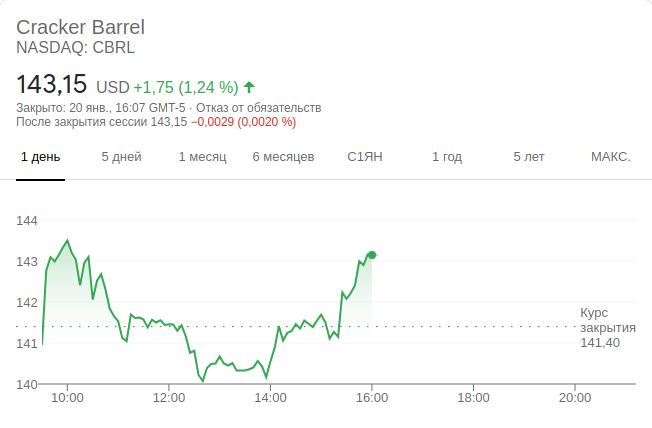 Cracker Barrel
NASDAQ: CBRL
143,15 USD +1,75 (1,24 %)
Закрыто: 20 янв., 16:07 GMT-5 · Отказ от обязательств
После закрытия сессии 143,15 −0,0029 (0,0020 %)
1 день 5 дней 1 месяц 6 месяцев С1ЯН 1 год 5 лет МАКС.
144
143
142
Курс
закрытия
141,40
141
140
10:00 12:00 14:00 16:00 18:00 20:00